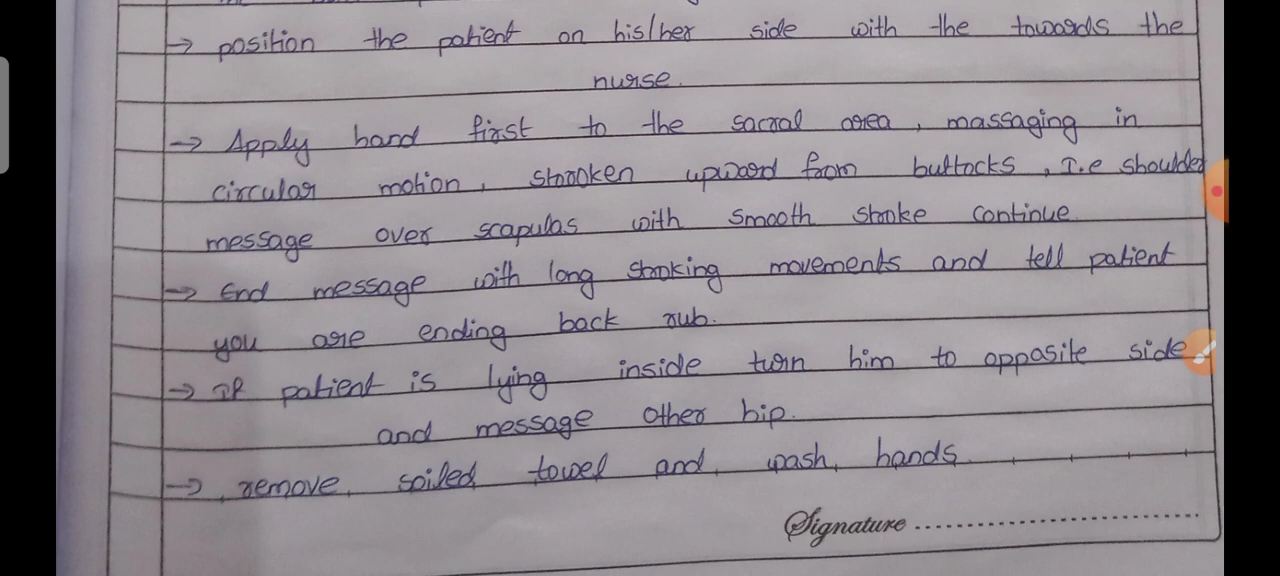 → position the patient on his/her side with the towards the
nurse.
→ Apply hand first to the sacral area, massaging in
circular motion, strooken upward from buttocks, I.e shoulder
message over scapulas with smooth stroke continue
→ End message with long stroking movements and tell patient
you are ending back rub.
→ If patient is lying inside turn him to opposite side
and message other hip.
→ remove soiled towel and wash hands
Signature